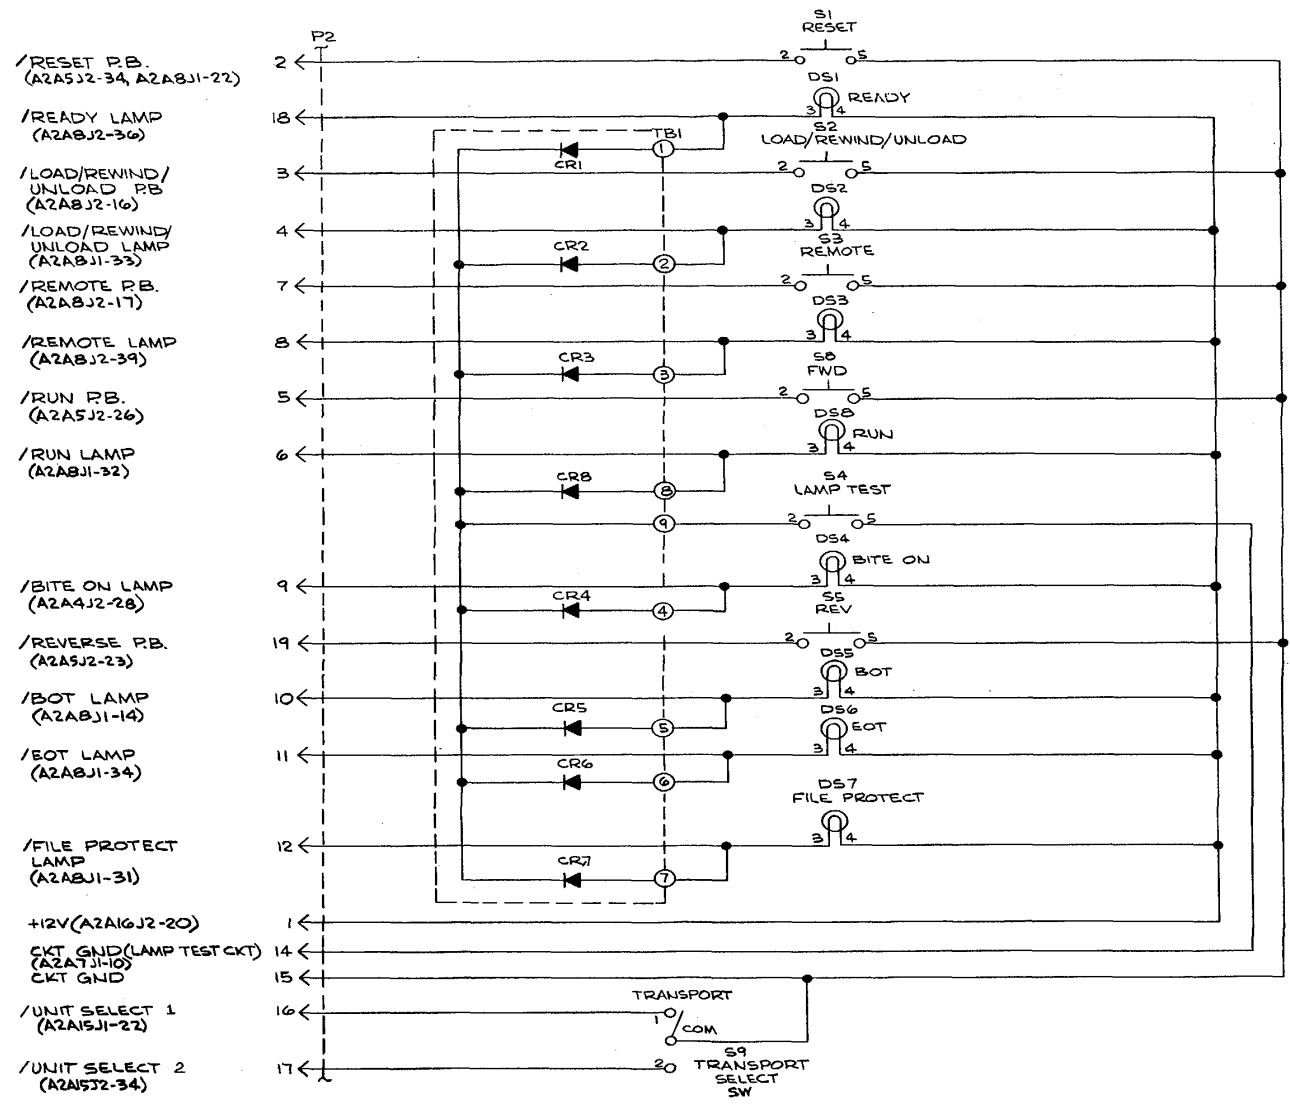 S1
RESET
P2
/RESET P.B.
(A2A5J2-34, A2A8J1-22)
2
2
5
DS1
READY
/READY LAMP
(A2A8J2-36)
18
3
4
TB1
1
CR1
S2
LOAD/REWIND/UNLOAD
/LOAD/REWIND/
UNLOAD P.B
(A2A8J2-16)
3
2
5
DS2
/LOAD/REWIND/
UNLOAD LAMP
(A2A8J1-33)
4
3
4
CR2
2
S3
REMOTE
/REMOTE P.B.
(A2A8J2-17)
7
2
5
DS3
/REMOTE LAMP
(A2A8J2-39)
8
3
4
CR3
3
S8
FWD
/RUN P.B.
(A2A5J2-26)
5
2
5
DS8
RUN
/RUN LAMP
(A2A8J1-32)
6
3
4
CR8
8
S4
LAMP TEST
9
2
5
DS4
BITE ON
/BITE ON LAMP
(A2A4J2-28)
9
3
4
CR4
4
S5
REV
/REVERSE P.B.
(A2A5J2-23)
19
2
5
DS5
BOT
/BOT LAMP
(A2A8J1-14)
10
3
4
CR5
5
DS6
EOT
/EOT LAMP
(A2A8J1-34)
11
3
4
CR6
6
DS7
FILE PROTECT
/FILE PROTECT
LAMP
(A2A8J1-31)
12
3
4
CR7
7
+12V(A2A16J2-20)
1
CKT GND(LAMP TEST CKT)
(A2A7J1-10)
14
CKT GND
15
/UNIT SELECT 1
(A2A15J1-22)
16
TRANSPORT
1
COM
/UNIT SELECT 2
(A2A15J2-34)
17
2
S9
TRANSPORT
SELECT
SW